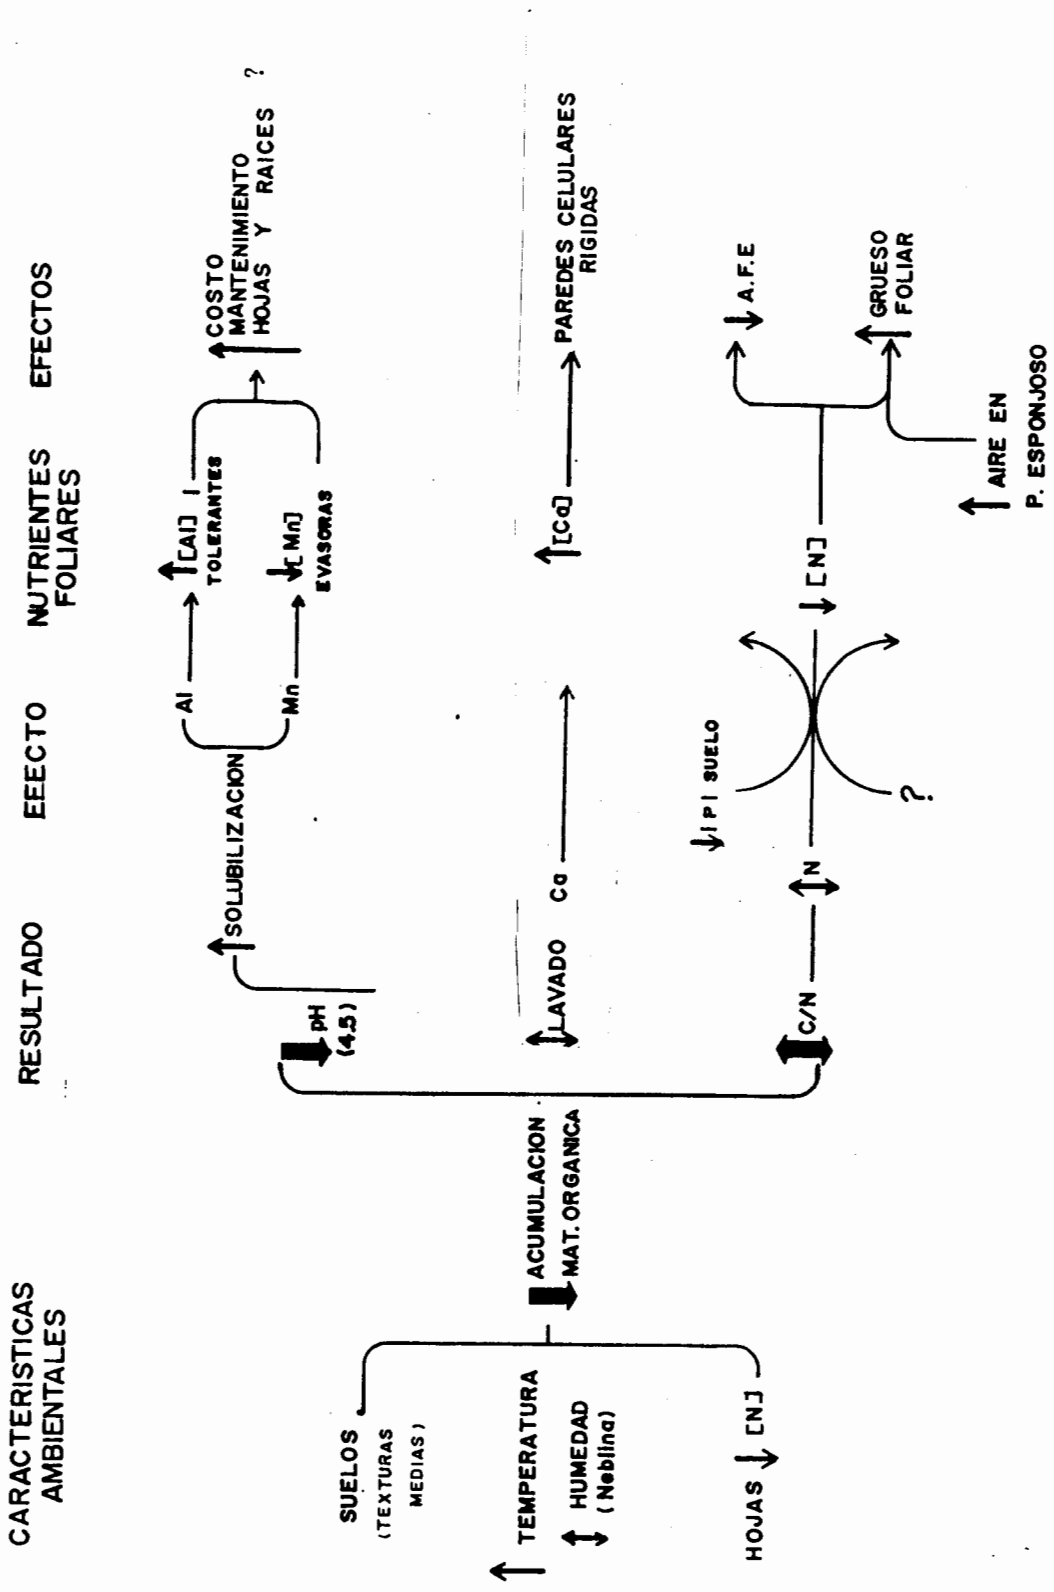 CARACTERISTICAS
AMBIENTALES
RESULTADO
EEECTO
NUTRIENTES
FOLIARES
EFECTOS
SUELOS
(TEXTURAS
MEDIAS)
TEMPERATURA
HUMEDAD
(Neblina)
HOJAS [N]
ACUMULACION
MAT. ORGANICA
pH
(4.5)
SOLUBILIZACION
Al
[Al]
TOLERANTES
Mn
[Mn]
EVASORAS
COSTO
MANTENIMIENTO
HOJAS Y RAICES ?
LAVADO Ca
[Ca]
PAREDES CELULARES
RIGIDAS
C/N
N
|P| SUELO
?
[N]
A.F.E
GRUESO
FOLIAR
AIRE EN
P. ESPONJOSO